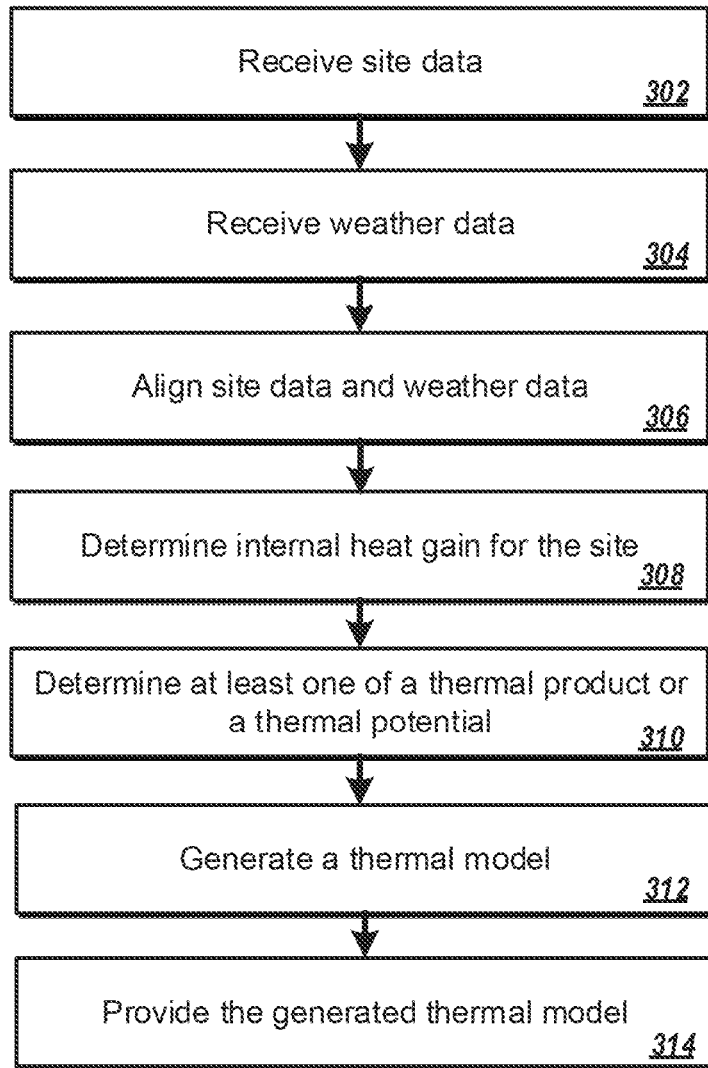 Receive site data
302
Receive weather data
304
Align site data and weather data
306
Determine internal heat gain for the site
308
Determine at least one of a thermal product or
a thermal potential
310
Generate a thermal model
312
Provide the generated thermal model
314